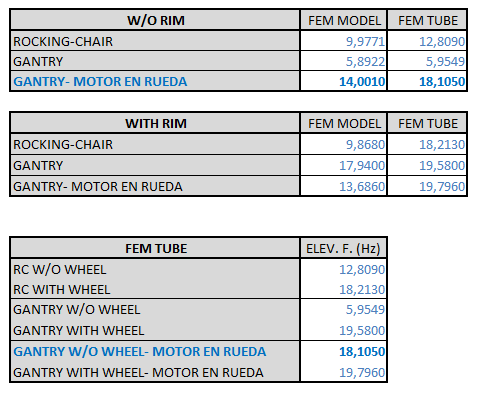 W/O RIM FEM MODEL FEM TUBE
ROCKING-CHAIR 9,9771 12,8090
GANTRY 5,8922 5,9549
GANTRY- MOTOR EN RUEDA 14,0010 18,1050
WITH RIM FEM MODEL FEM TUBE
ROCKING-CHAIR 9,8680 18,2130
GANTRY 17,9400 19,5800
GANTRY- MOTOR EN RUEDA 13,6860 19,7960
FEM TUBE ELEV. F. (Hz)
RC W/O WHEEL 12,8090
RC WITH WHEEL 18,2130
GANTRY W/O WHEEL 5,9549
GANTRY WITH WHEEL 19,5800
GANTRY W/O WHEEL- MOTOR EN RUEDA 18,1050
GANTRY WITH WHEEL- MOTOR EN RUEDA 19,7960